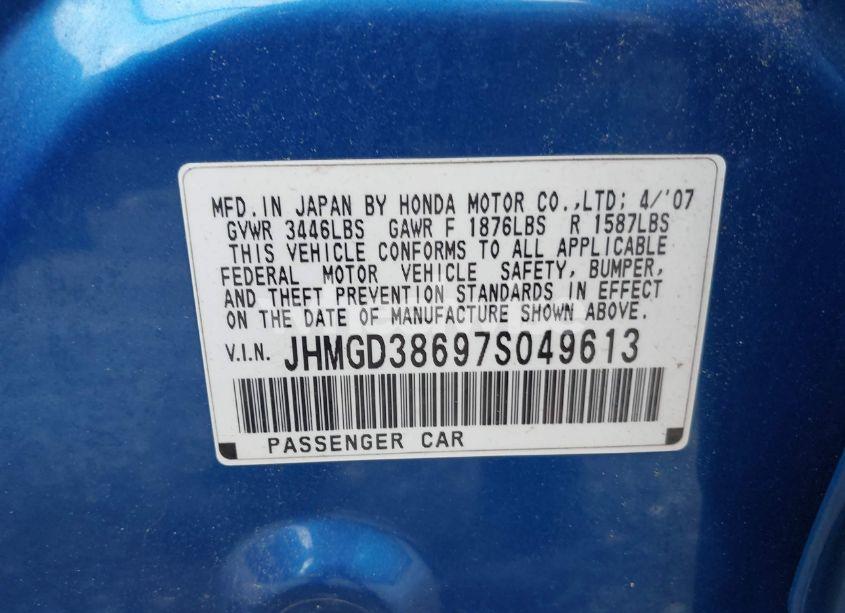 MFD. IN JAPAN BY HONDA MOTOR CO.,LTD; 4/'07
GVWR 3446LBS GAWR F 1876LBS R 1587LBS
THIS VEHICLE CONFORMS TO ALL APPLICABLE
FEDERAL MOTOR VEHICLE SAFETY, BUMPER,
AND THEFT PREVENTION STANDARDS IN EFFECT
ON THE DATE OF MANUFACTURE SHOWN ABOVE.
V.I.N. JHMGD38697S049613
PASSENGER CAR